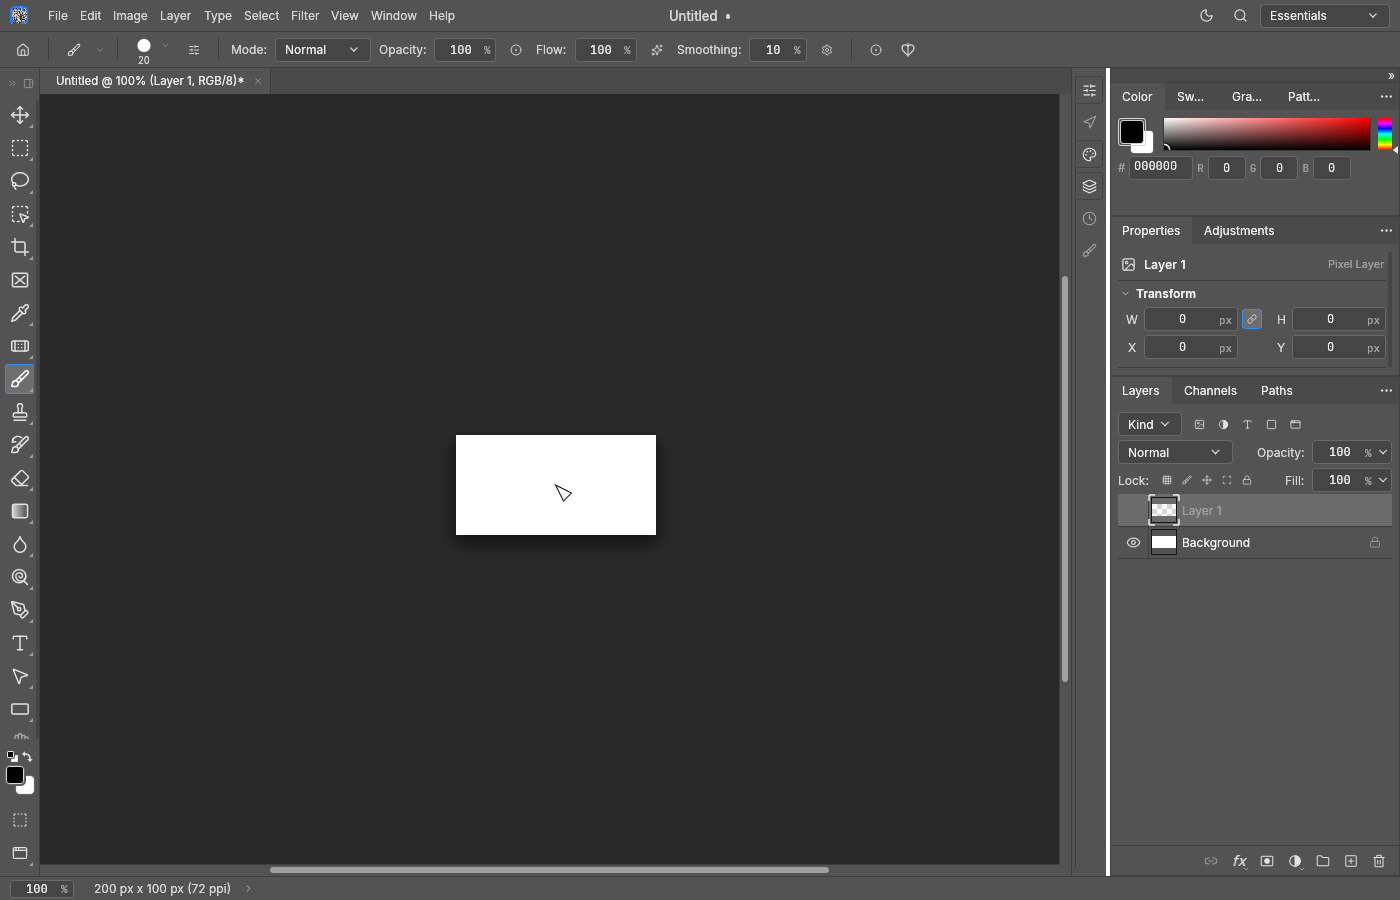 File Edit Image Layer Type Select Filter View Window Help
Untitled •
Essentials
20
Mode: Normal
Opacity: 100 %
Flow: 100 %
Smoothing: 10 %
Untitled @ 100% (Layer 1, RGB/8)* ×
Color Sw... Gra... Patt...
# 000000 R 0 G 0 B 0
Properties Adjustments
Layer 1 Pixel Layer
Transform
W 0 px H 0 px
X 0 px Y 0 px
Layers Channels Paths
Kind
Normal Opacity: 100 %
Lock: Fill: 100 %
Layer 1
Background
fx
100 % 200 px x 100 px (72 ppi)